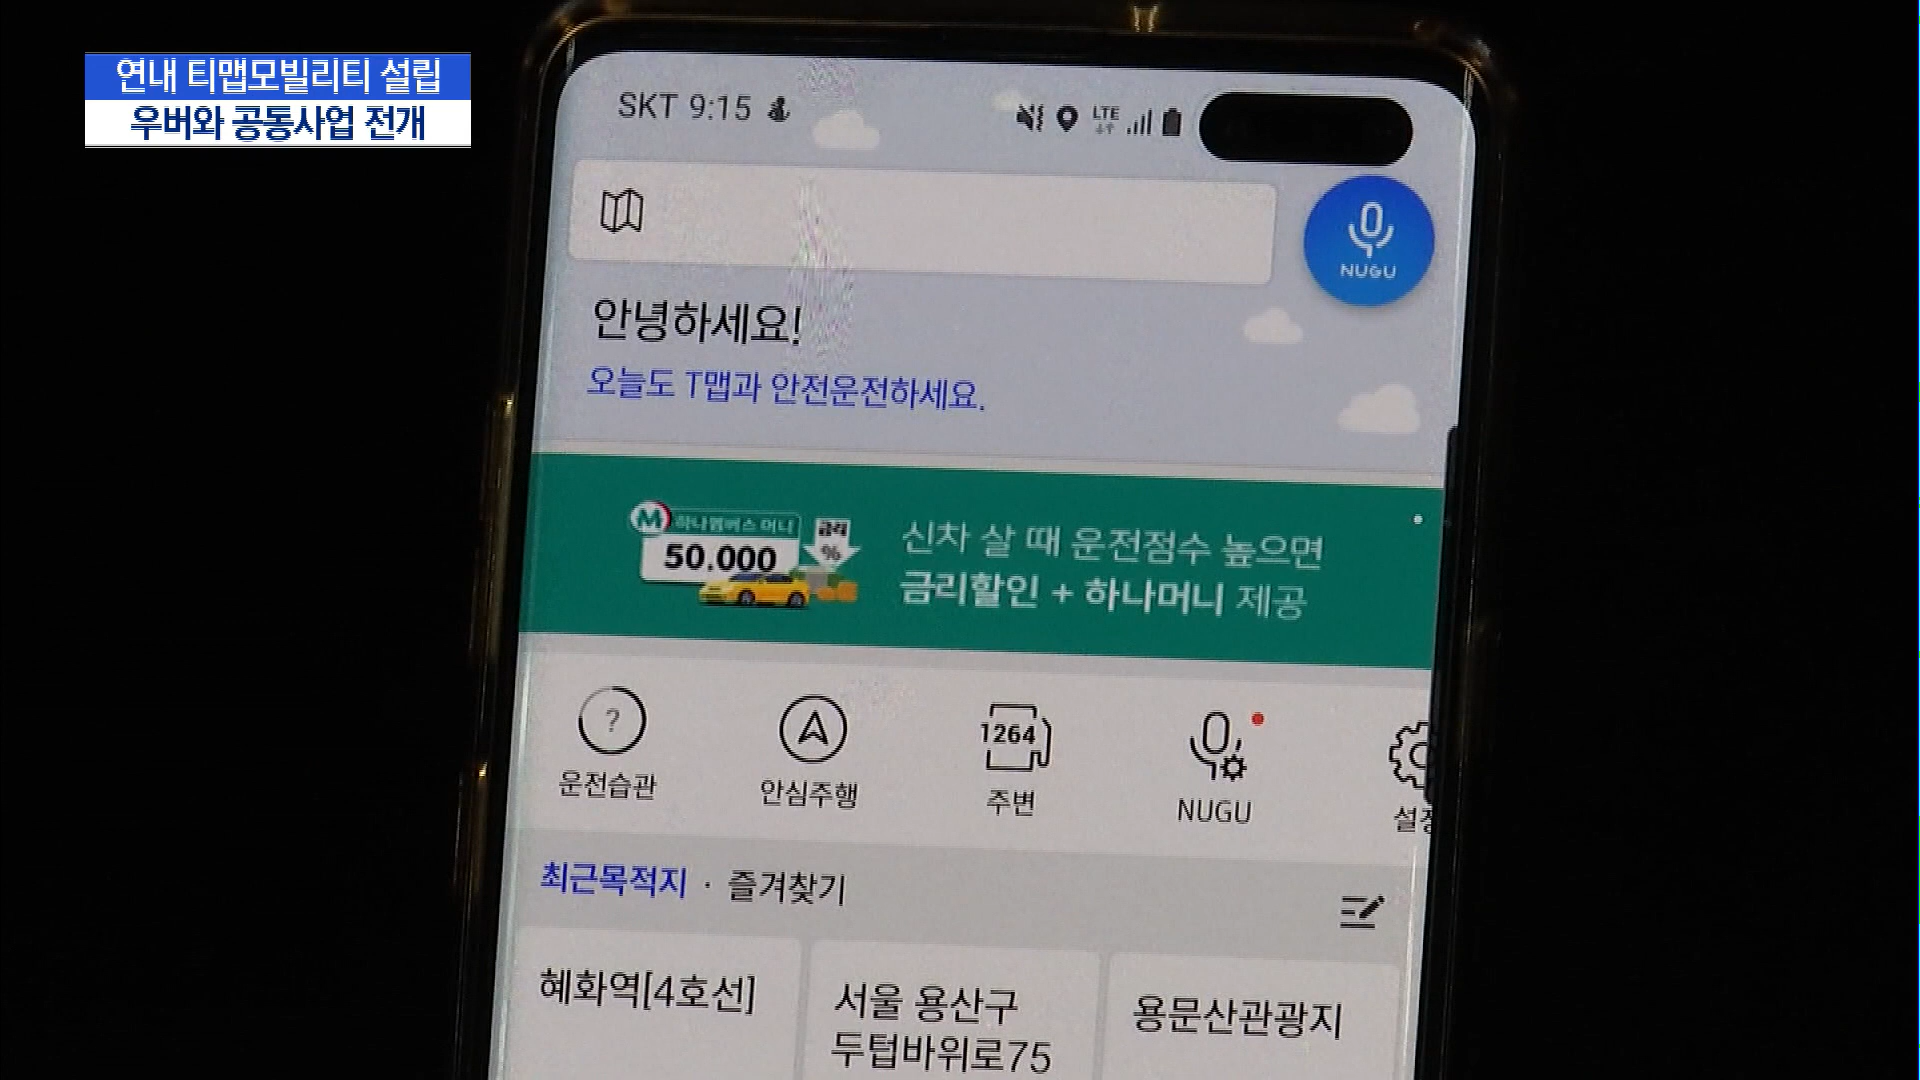 연내 티맵모빌리티 설립
우버와 공동사업 전개
SKT 9:15
LTE
NUGU
안녕하세요!
오늘도 T맵과 안전운전하세요.
M 하나멤버스 머니
50.000
금리
%
신차 살 때 운전점수 높으면
금리할인 + 하나머니 제공
?
1264
운전습관
안심주행
주변
NUGU
설정
최근목적지 · 즐겨찾기
혜화역[4호선]
서울 용산구
두텁바위로75
용문산관광지